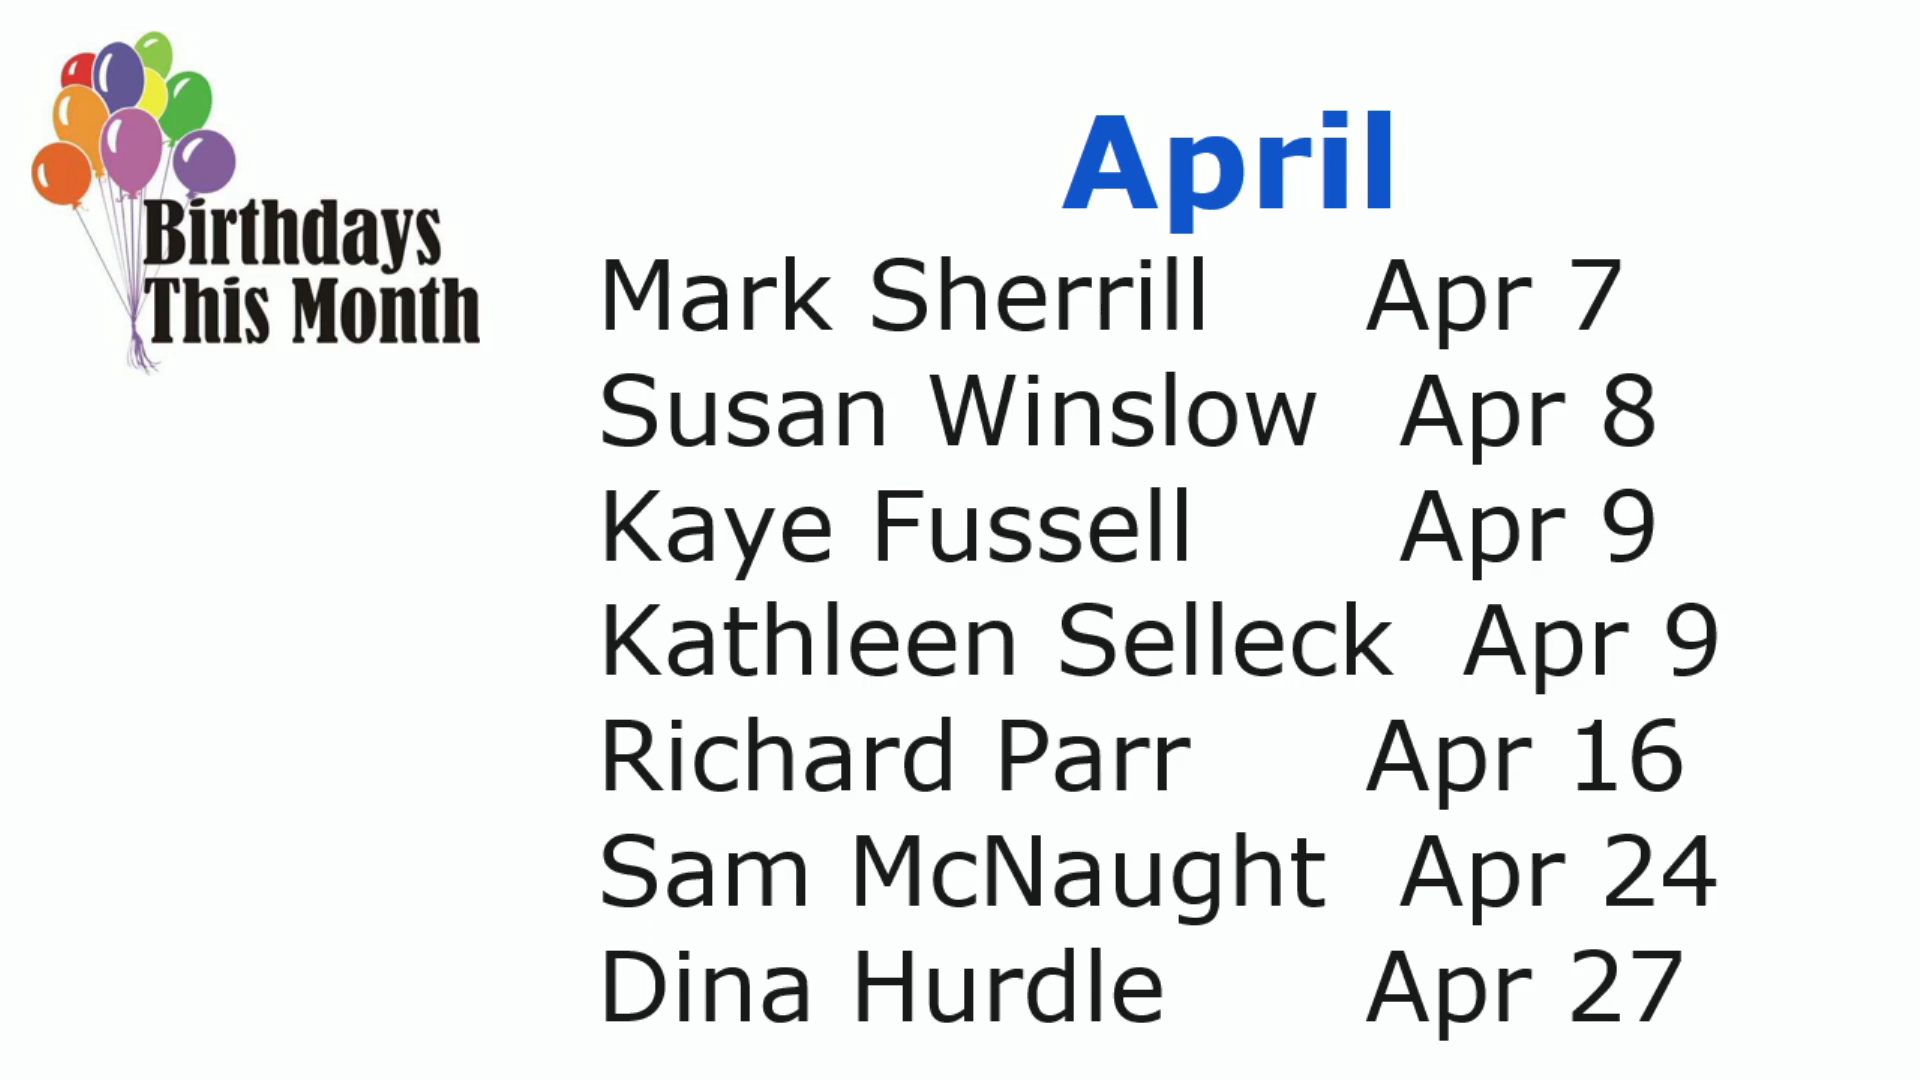 Birthdays
This Month
April
Mark Sherrill Apr 7
Susan Winslow Apr 8
Kaye Fussell Apr 9
Kathleen Selleck Apr 9
Richard Parr Apr 16
Sam McNaught Apr 24
Dina Hurdle Apr 27